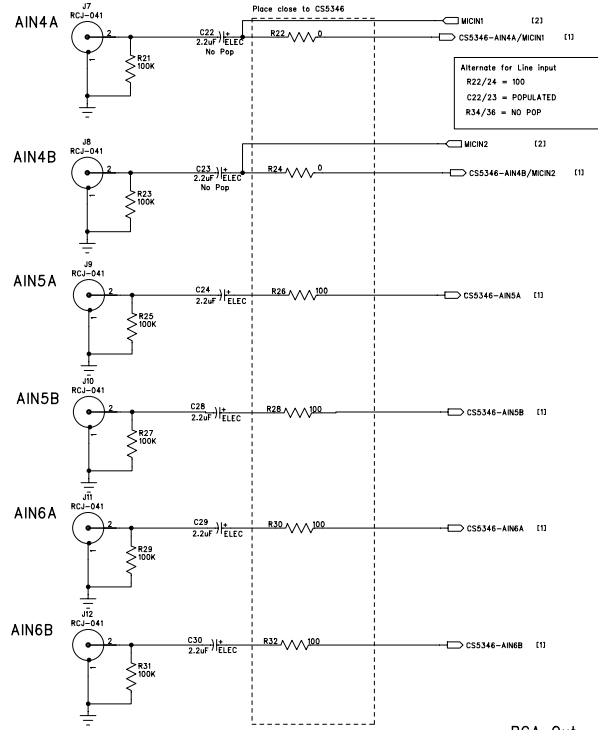 Place close to CS5346
AIN4A
J7
RCJ-041
2
1
R21
100K
C22
2.2uF
+
ELEC
No Pop
R22
0
MICIN1 [2]
CS5346-AIN4A/MICIN1 [1]
Alternate for Line input
R22/24 = 100
C22/23 = POPULATED
R34/36 = NO POP
AIN4B
J8
RCJ-041
2
1
R23
100K
C23
2.2uF
+
ELEC
No Pop
R24
0
MICIN2 [2]
CS5346-AIN4B/MICIN2 [1]
AIN5A
J9
RCJ-041
2
1
R25
100K
C24
2.2uF
+
ELEC
R26
100
CS5346-AIN5A [1]
AIN5B
J10
RCJ-041
2
1
R27
100K
C28
2.2uF
+
ELEC
R28
100
CS5346-AIN5B [1]
AIN6A
J11
RCJ-041
2
1
R29
100K
C29
2.2uF
+
ELEC
R30
100
CS5346-AIN6A [1]
AIN6B
J12
RCJ-041
2
1
R31
100K
C30
2.2uF
+
ELEC
R32
100
CS5346-AIN6B [1]